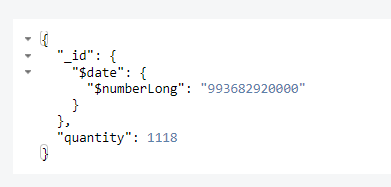 {
"_id": {
"$date": {
"$numberLong": "993682920000"
}
},
"quantity": 1118
}